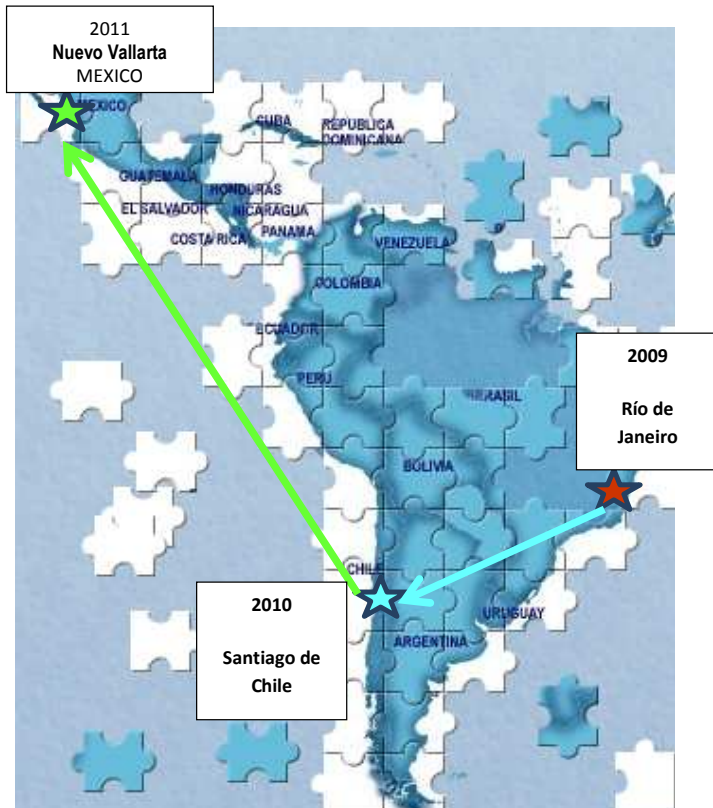 2011
Nuevo Vallarta
MEXICO
MEXICO
CUBA
REPUBLICA
DOMINICANA
GUATEMALA
HONDURAS
EL SALVADOR
NICARAGUA
COSTA RICA
PANAMA
VENEZUELA
COLOMBIA
ECUADOR
PERU
BRASIL
BOLIVIA
2009
Río de
Janeiro
CHILE
2010
Santiago de
Chile
URUGUAY
ARGENTINA